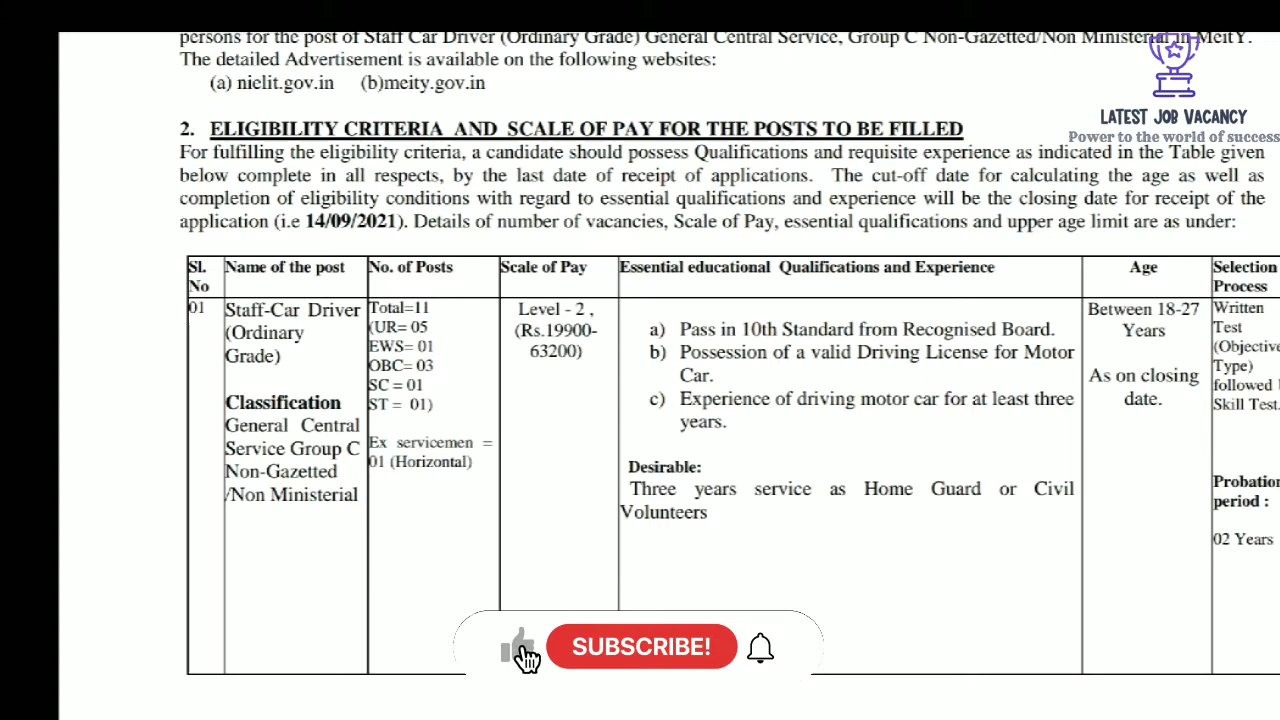 persons for the post of Staff Car Driver (Ordinary Grade) General Central Service, Group C Non-Gazetted/Non Ministerial in MeitY.
The detailed Advertisement is available on the following websites:
(a) nielit.gov.in (b)meity.gov.in
LATEST JOB VACANCY
Power to the world of success
2. ELIGIBILITY CRITERIA AND SCALE OF PAY FOR THE POSTS TO BE FILLED
For fulfilling the eligibility criteria, a candidate should possess Qualifications and requisite experience as indicated in the Table given
below complete in all respects, by the last date of receipt of applications. The cut-off date for calculating the age as well as
completion of eligibility conditions with regard to essential qualifications and experience will be the closing date for receipt of the
application (i.e 14/09/2021). Details of number of vacancies, Scale of Pay, essential qualifications and upper age limit are as under:
Sl.
No
Name of the post
No. of Posts
Scale of Pay
Essential educational Qualifications and Experience
Age
Selection
Process
01
Staff-Car Driver
(Ordinary
Grade)
Classification
General Central
Service Group C
Non-Gazetted
/Non Ministerial
Total=11
(UR= 05
EWS= 01
OBC= 03
SC = 01
ST = 01)
Ex servicemen =
01 (Horizontal)
Level - 2 ,
(Rs.19900-
63200)
a) Pass in 10th Standard from Recognised Board.
b) Possession of a valid Driving License for Motor
Car.
c) Experience of driving motor car for at least three
years.
Desirable:
Three years service as Home Guard or Civil
Volunteers
Between 18-27
Years
As on closing
date.
Written
Test
(Objective
Type)
followed
Skill Test.
Probation
period :
02 Years
SUBSCRIBE!